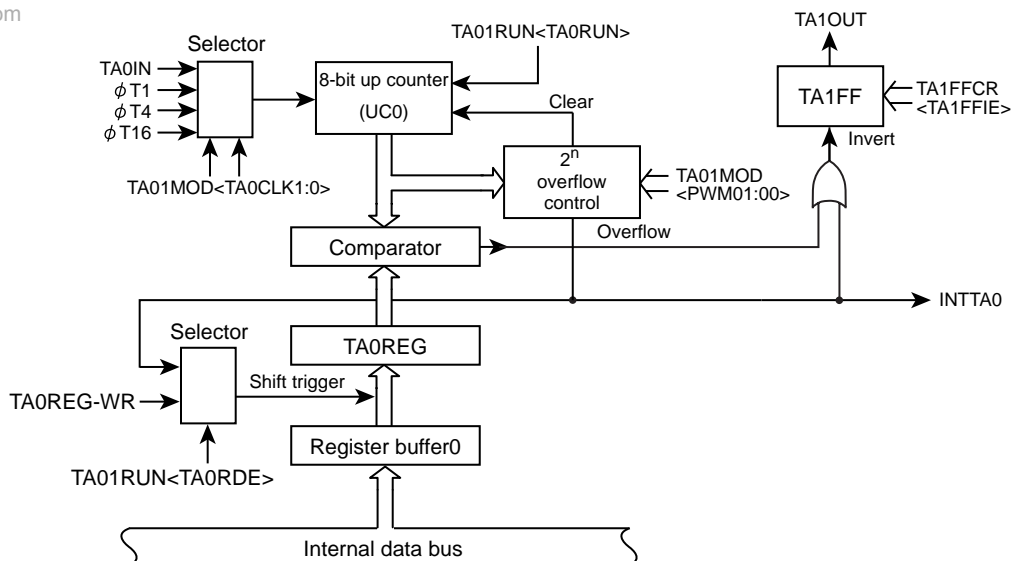 om
TA1OUT
TA01RUN<TA0RUN>
Selector
TA0IN
ϕT1
ϕT4
ϕT16
8-bit up counter
(UC0)
TA1FF
TA1FFCR
<TA1FFIE>
Clear
Invert
TA01MOD<TA0CLK1:0>
2n
overflow
control
TA01MOD
<PWM01:00>
Comparator
Overflow
INTTA0
Selector
TA0REG
Shift trigger
TA0REG-WR
Register buffer0
TA01RUN<TA0RDE>
Internal data bus